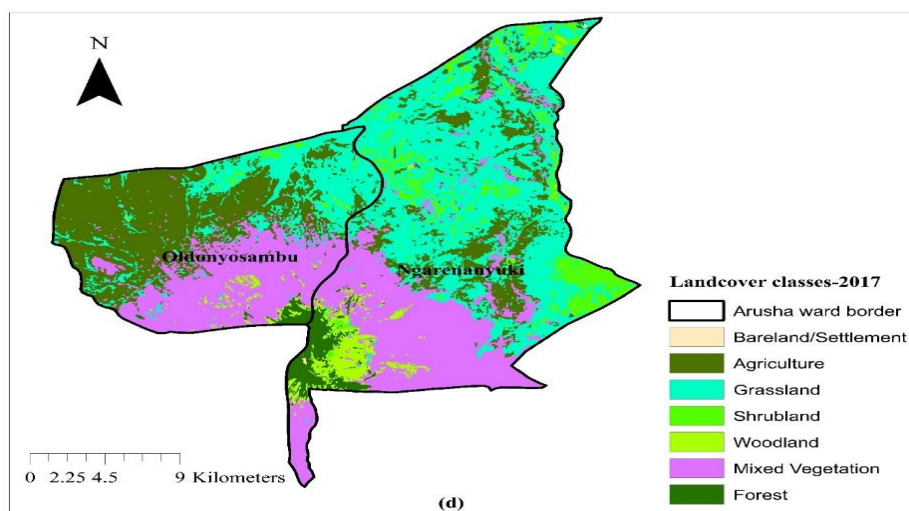 N
Oldonyosambu
Ngarenanyuki
Landcover classes-2017
Arusha ward border
Bareland/Settlement
Agriculture
Grassland
Shrubland
Woodland
Mixed Vegetation
Forest
0 2.25 4.5 9 Kilometers
(d)